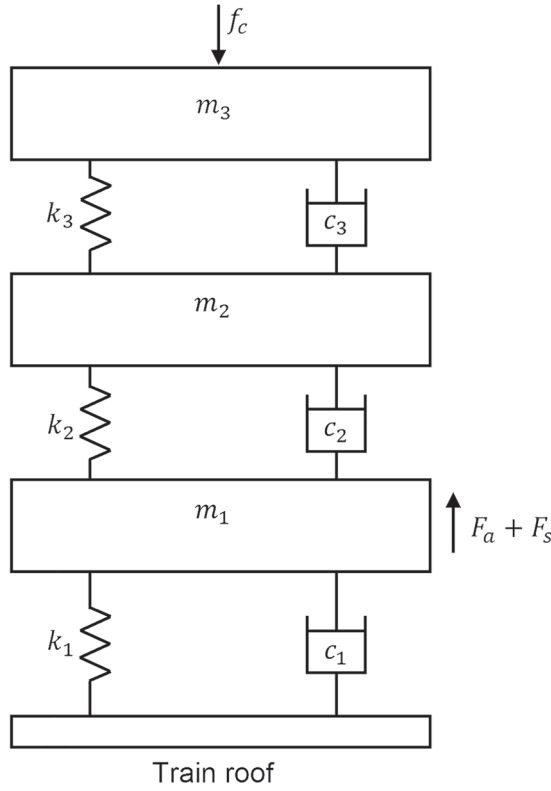 f_c
m_3
k_3
c_3
m_2
k_2
c_2
m_1
F_a + F_s
k_1
c_1
Train roof